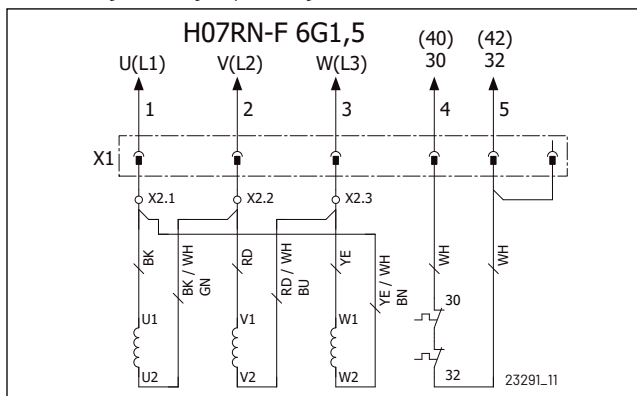 H07RN-F 6G1,5
(40) (42)
U(L1) V(L2) W(L3) 30 32
1 2 3 4 5
X1
X2.1 X2.2 X2.3
BK
BK / WH
GN
RD
RD / WH
BU
YE
YE / WH
BN
WH
WH
30
U1 V1 W1
U2 V2 W2 32
23291_11